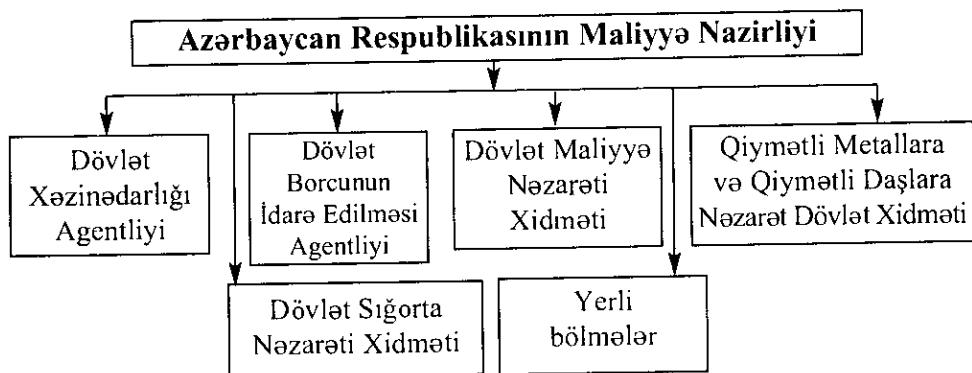 Azərbaycan Respublikasının Maliyyə Nazirliyi
Dövlət
Xəzinədarlığı
Agentliyi
Dövlət
Borcunun
İdarə Edilməsi
Agentliyi
Dövlət Maliyyə
Nəzarəti
Xidməti
Qiymətli Metallara
və Qiymətli Daşlara
Nəzarət Dövlət Xidməti
Dövlət Sığorta
Nəzarəti Xidməti
Yerli
bölmələr